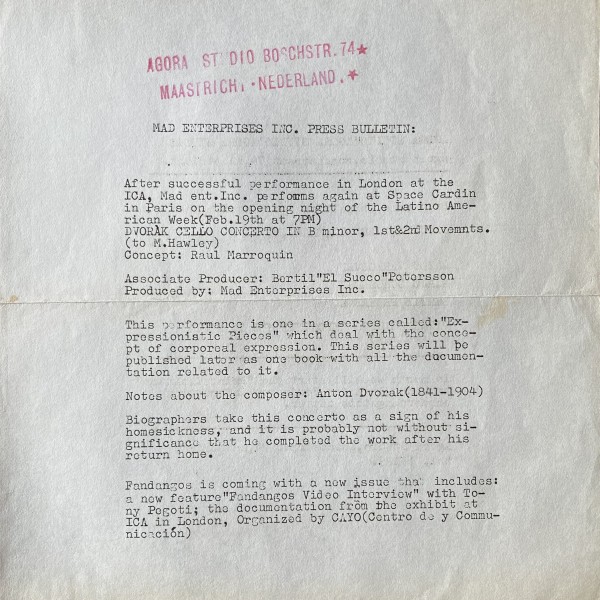 AGORA STUDIO BOSCHSTR.74★
MAASTRICHT.NEDERLAND.★
MAD ENTERPRISES INC. PRESS BULLETIN:
After successful performance in London at the
ICA, Mad ent.Inc. performs again at Space Cardin
in Paris on the opening night of the Latino Ame-
rican Week(Feb.19th at 7PM)
DVORAK CELLO CONCERTO IN B minor, 1st&2nd Movemnts.
(to M.Hawley)
Concept: Raul Marroquin
Associate Producer: Bertil"El Sueco"Petersson
Produced by: Mad Enterprises Inc.
This performance is one in a series called:"Ex-
pressionistic Pieces" which deal with the conce-
pt of corporeal expression. This series will be
published later as one book with all the documen-
tation related to it.
Notes about the composer: Anton Dvorak(1841-1904)
Biographers take this concerto as a sign of his
homesickness, and it is probably not without si-
gnificance that he completed the work after his
return home.
Fandangos is coming with a new issue that includes:
a new feature"Fandangos Video Interview" with To-
ny Pegoti; the documentation from the exhibit at
ICA in London, Organized by CAYO(Centro de y Commu-
nicación)